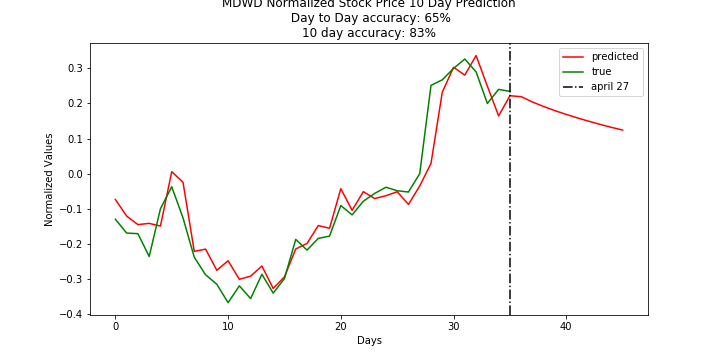 MDWD Normalized Stock Price 10 Day Prediction
Day to Day accuracy: 65%
10 day accuracy: 83%
predicted
true
april 27
0.3
0.2
0.1
0.0
−0.1
−0.2
−0.3
−0.4
Normalized Values
0
10
20
30
40
Days